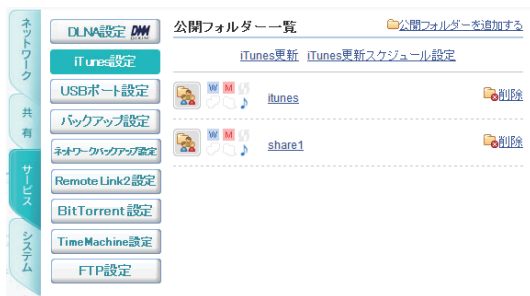 ネットワーク
共有
サービス
システム
DLNA設定
iTunes設定
USBポート設定
バックアップ設定
ネットワークバックアップ設定
Remote Link2設定
BitTorrent設定
TimeMachine設定
FTP設定
公開フォルダー一覧 公開フォルダーを追加する
iTunes更新 iTunes更新スケジュール設定
W M
itunes 削除
W M
share1 削除